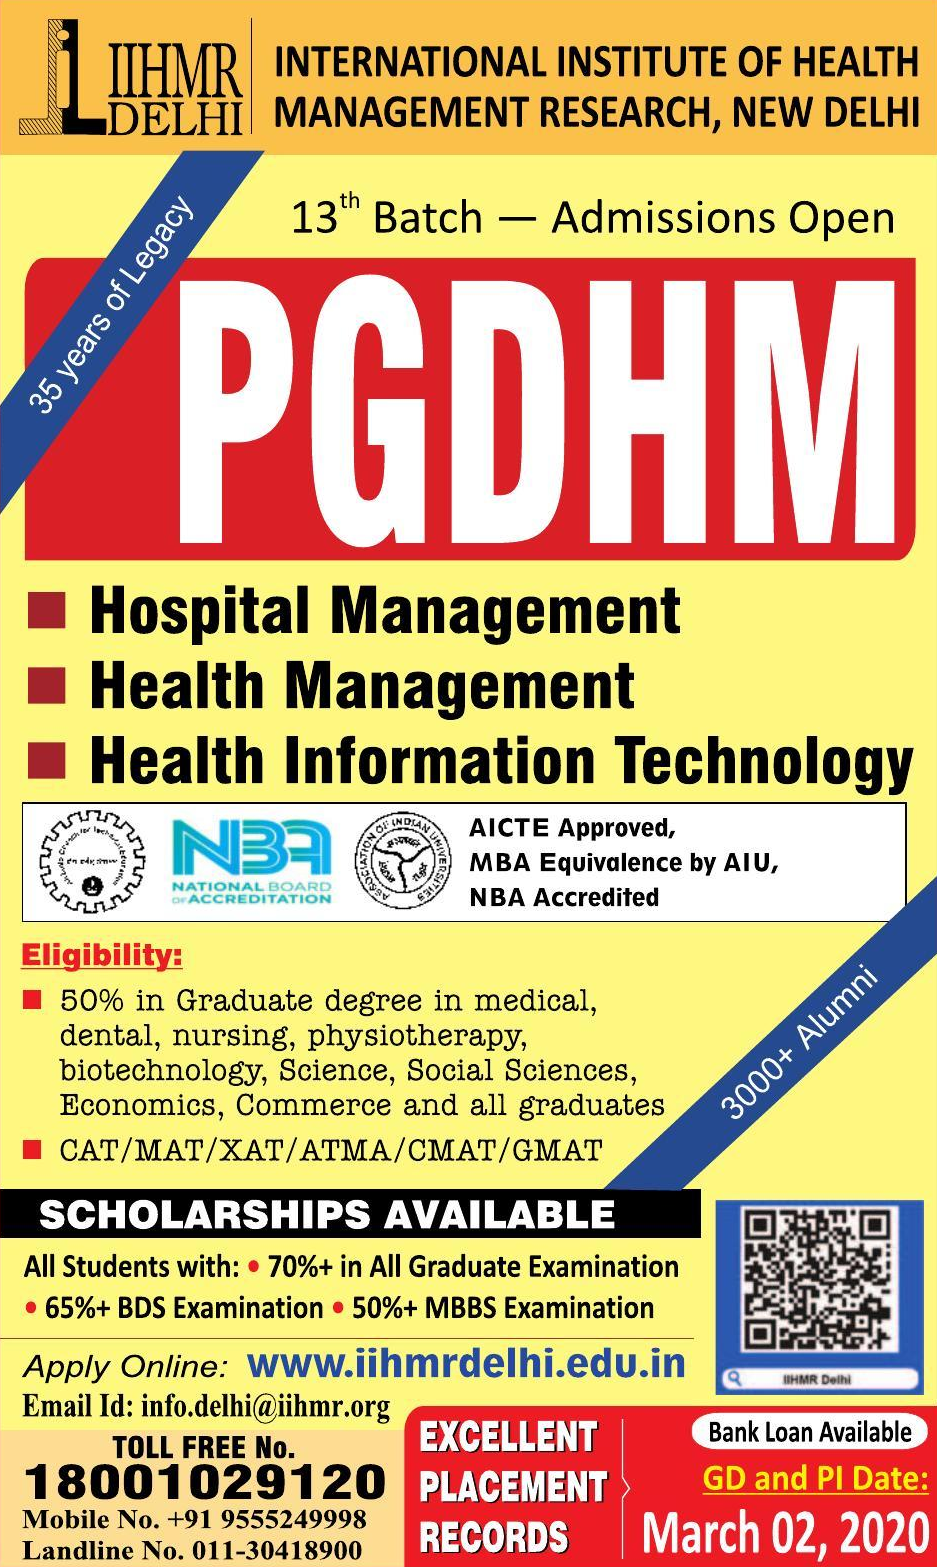 IIHMR
DELHI
INTERNATIONAL INSTITUTE OF HEALTH
MANAGEMENT RESEARCH, NEW DELHI
35 years of Legacy
13th Batch — Admissions Open
PGDHM
Hospital Management
Health Management
Health Information Technology
NBA
NATIONAL BOARD
OF ACCREDITATION
ASSOCIATION OF INDIAN UNIVERSITIES
AICTE Approved,
MBA Equivalence by AIU,
NBA Accredited
Eligibility:
50% in Graduate degree in medical,
dental, nursing, physiotherapy,
biotechnology, Science, Social Sciences,
Economics, Commerce and all graduates
CAT/MAT/XAT/ATMA/CMAT/GMAT
3000+ Alumni
SCHOLARSHIPS AVAILABLE
All Students with: • 70%+ in All Graduate Examination
• 65%+ BDS Examination • 50%+ MBBS Examination
IIHMR Delhi
Apply Online: www.iihmrdelhi.edu.in
Email Id: info.delhi@iihmr.org
TOLL FREE No.
18001029120
Mobile No. +91 9555249998
Landline No. 011-30418900
EXCELLENT
PLACEMENT
RECORDS
Bank Loan Available
GD and PI Date:
March 02, 2020